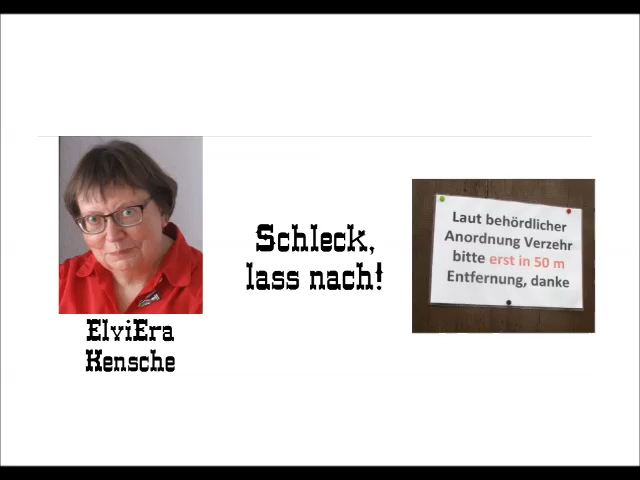 Schleck,
lass nach!
ElviEra
Kensche
Laut behördlicher
Anordnung Verzehr
bitte erst in 50 m
Entfernung, danke